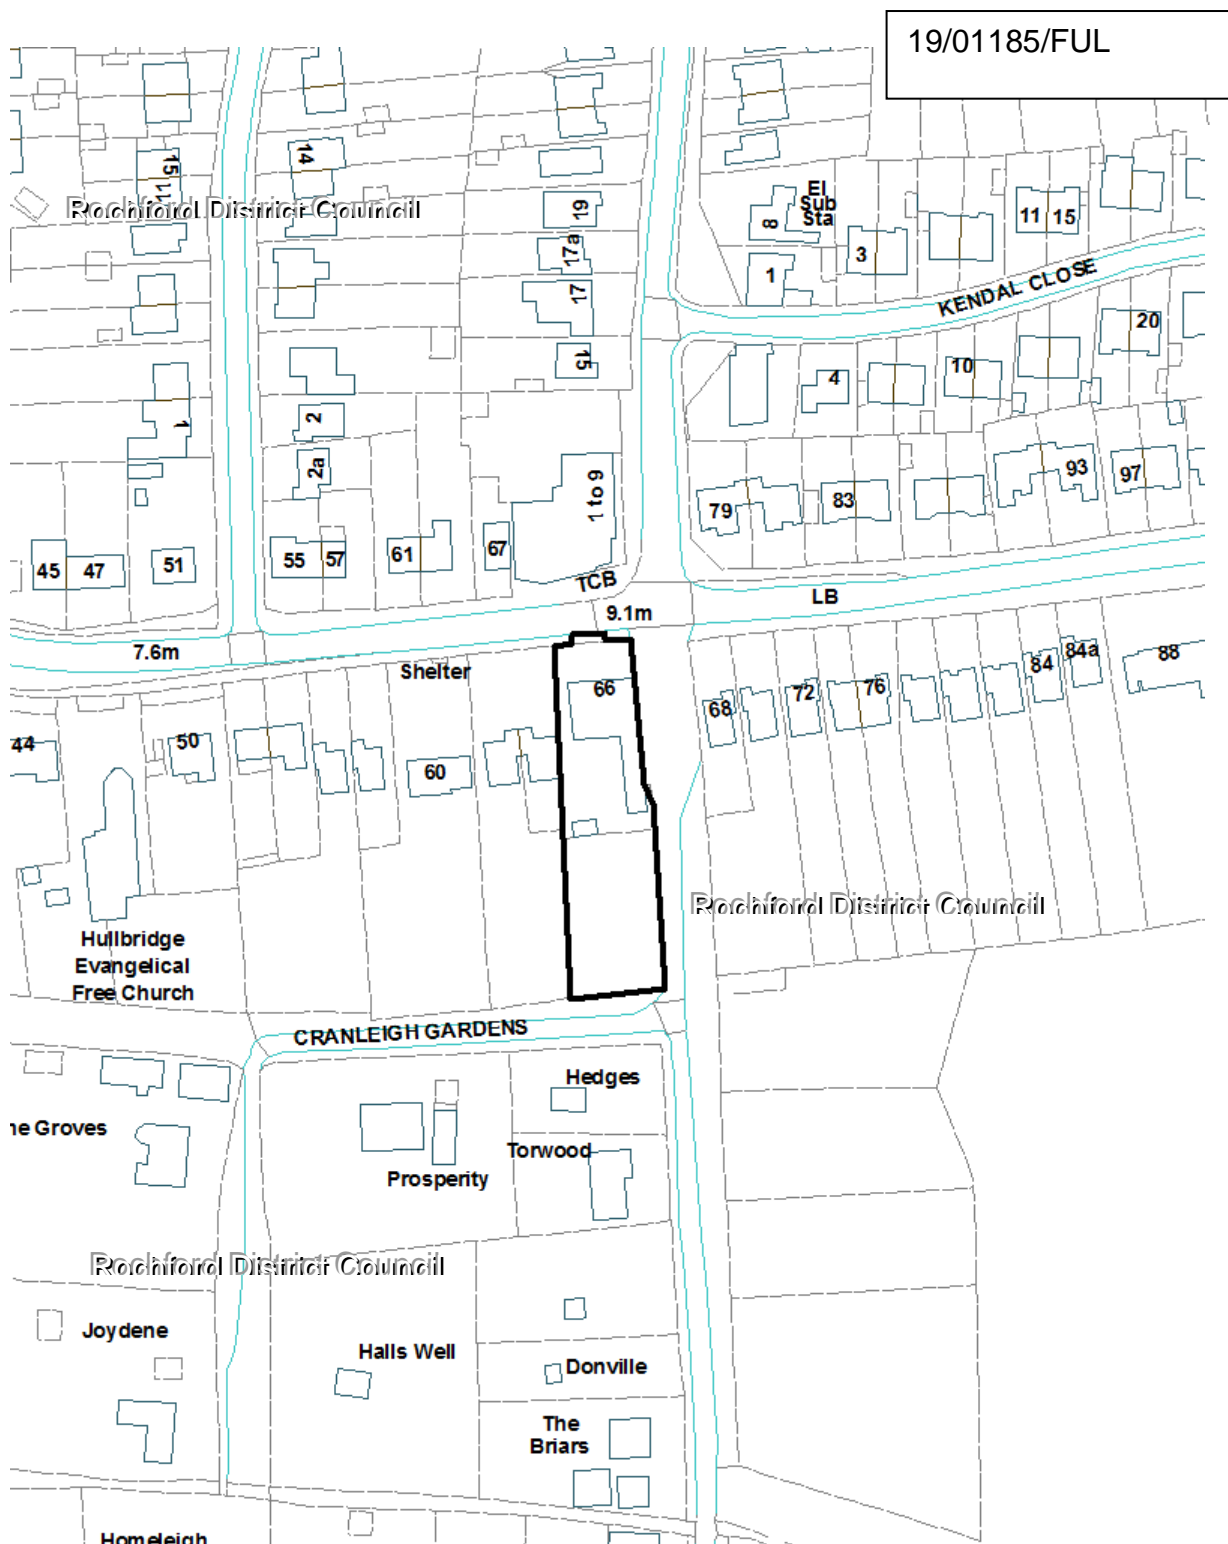 19/01185/FUL
15
11
14
Rochford District Council
19
17a
17
15
El
Sub
Sta
8
1
3
11 15
KENDAL CLOSE
20
4
10
1
2
2a
1 to 9
79
83
93
97
45
47
51
55
57
61
67
TCB
9.1m
LB
7.6m
Shelter
66
68
72
76
84
84a
88
44
50
60
Rochford District Council
Hullbridge
Evangelical
Free Church
CRANLEIGH GARDENS
Hedges
ne Groves
Torwood
Prosperity
Rochford District Council
Joydene
Halls Well
Donville
The
Briars
Homeleigh